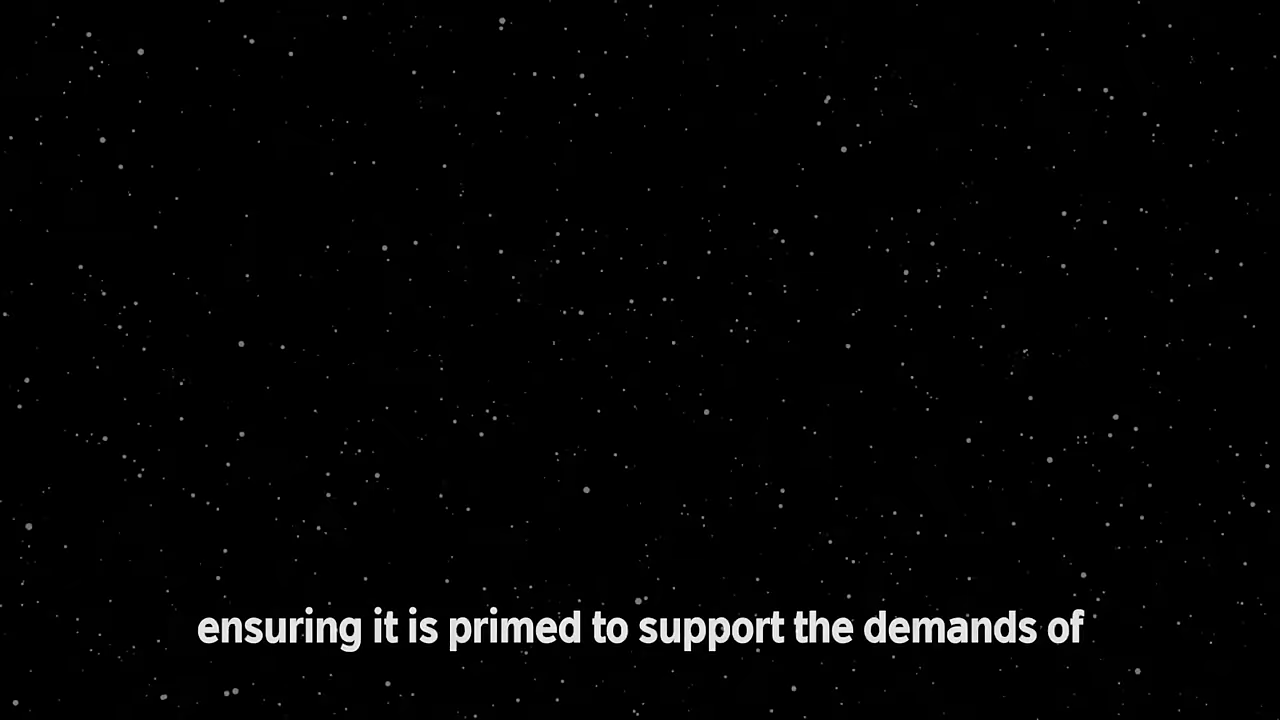 ensuring it is primed to support the demands of